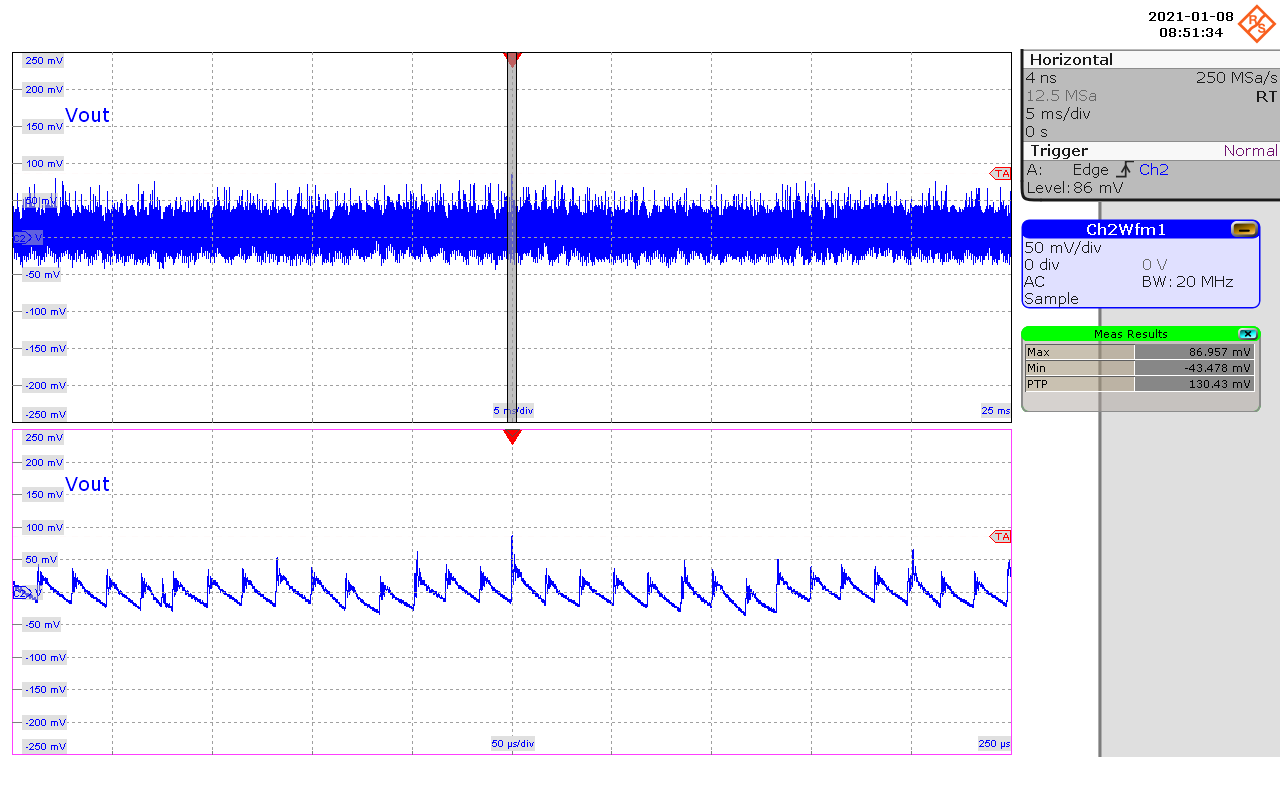 2021-01-08
08:51:34
R&S
250 mV
200 mV
Vout
150 mV
100 mV
TA
50 mV
C2 V
-50 mV
-100 mV
-150 mV
-200 mV
-250 mV
5 ms/div
25 ms
250 mV
200 mV
Vout
150 mV
100 mV
TA
50 mV
C2 V
-50 mV
-100 mV
-150 mV
-200 mV
-250 mV
50 µs/div
250 µs
Horizontal
4 ns 250 MSa/s
12.5 MSa RT
5 ms/div
0 s
Trigger Normal
A: Edge Ch2
Level: 86 mV
Ch2Wfm1
50 mV/div
0 div 0 V
AC BW: 20 MHz
Sample
Meas Results
Max 86.957 mV
Min -43.478 mV
PTP 130.43 mV